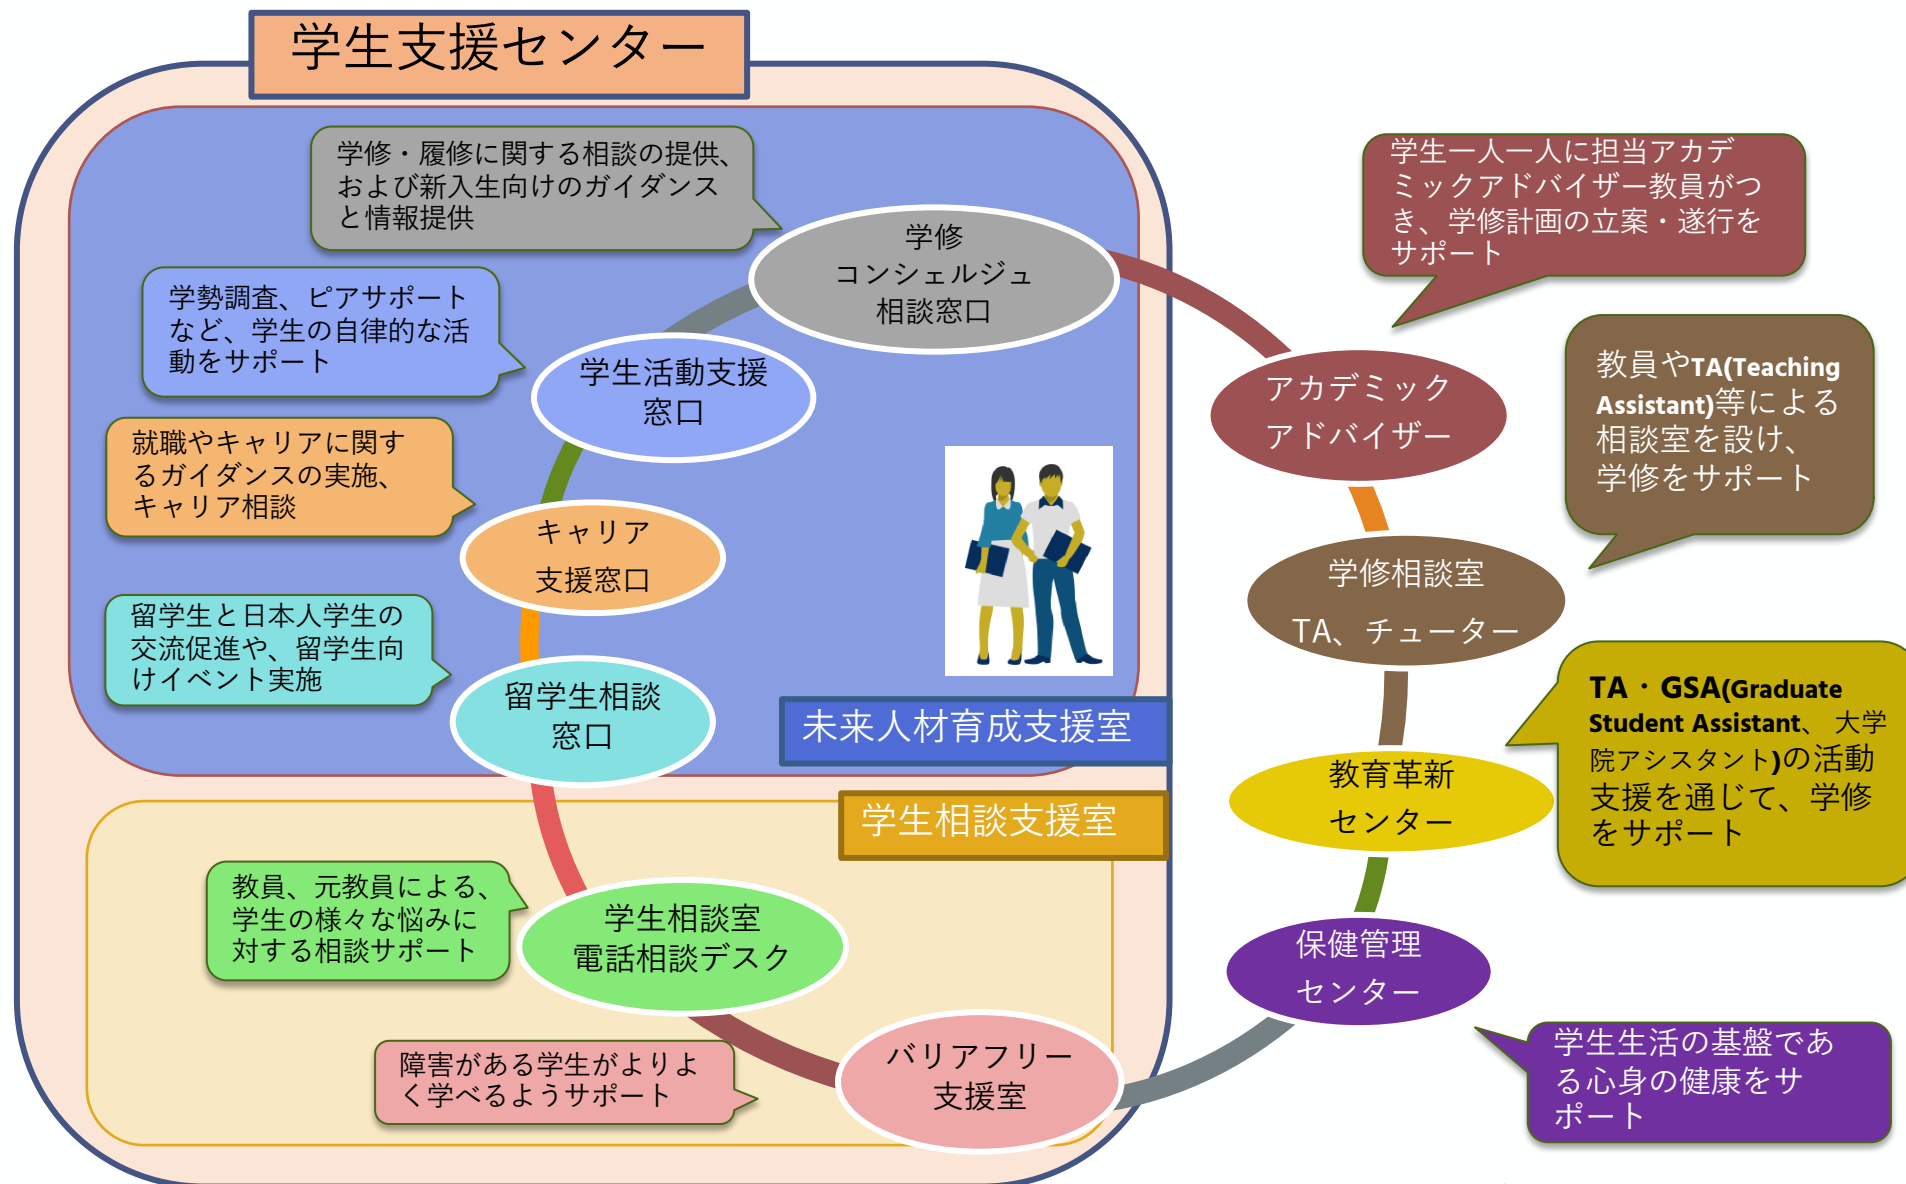 学生支援センター
学修・履修に関する相談の提供、
および新入生向けのガイダンス
と情報提供
学修
コンシェルジュ
相談窓口
学勢調査、ピアサポート
など、学生の自律的な活
動をサポート
学生活動支援
窓口
就職やキャリアに関す
るガイダンスの実施、
キャリア相談
キャリア
支援窓口
留学生と日本人学生の
交流促進や、留学生向
けイベント実施
留学生相談
窓口
未来人材育成支援室
学生相談支援室
教員、元教員による、
学生の様々な悩みに
対する相談サポート
学生相談室
電話相談デスク
障害がある学生がよりよ
く学べるようサポート
バリアフリー
支援室
学生一人一人に担当アカデ
ミックアドバイザー教員がつ
き、学修計画の立案・遂行を
サポート
アカデミック
アドバイザー
教員やTA(Teaching
Assistant)等による
相談室を設け、
学修をサポート
学修相談室
TA、チューター
TA・GSA(Graduate
Student Assistant、大学
院アシスタント)の活動
支援を通じて、学修
をサポート
教育革新
センター
保健管理
センター
学生生活の基盤であ
る心身の健康をサ
ポート